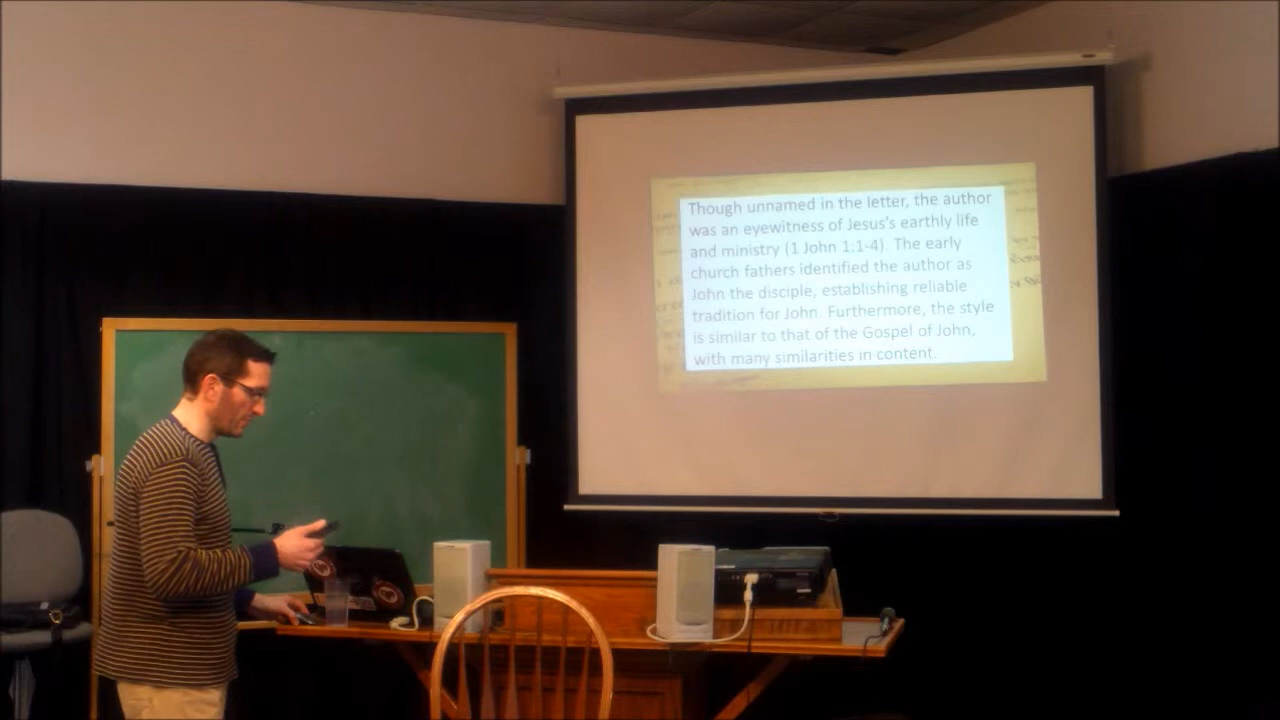 Though unnamed in the letter, the author
was an eyewitness of Jesus's earthly life
and ministry (1 John 1:1-4). The early
church fathers identified the author as
John the disciple, establishing reliable
tradition for John. Furthermore, the style
is similar to that of the Gospel of John,
with many similarities in content.